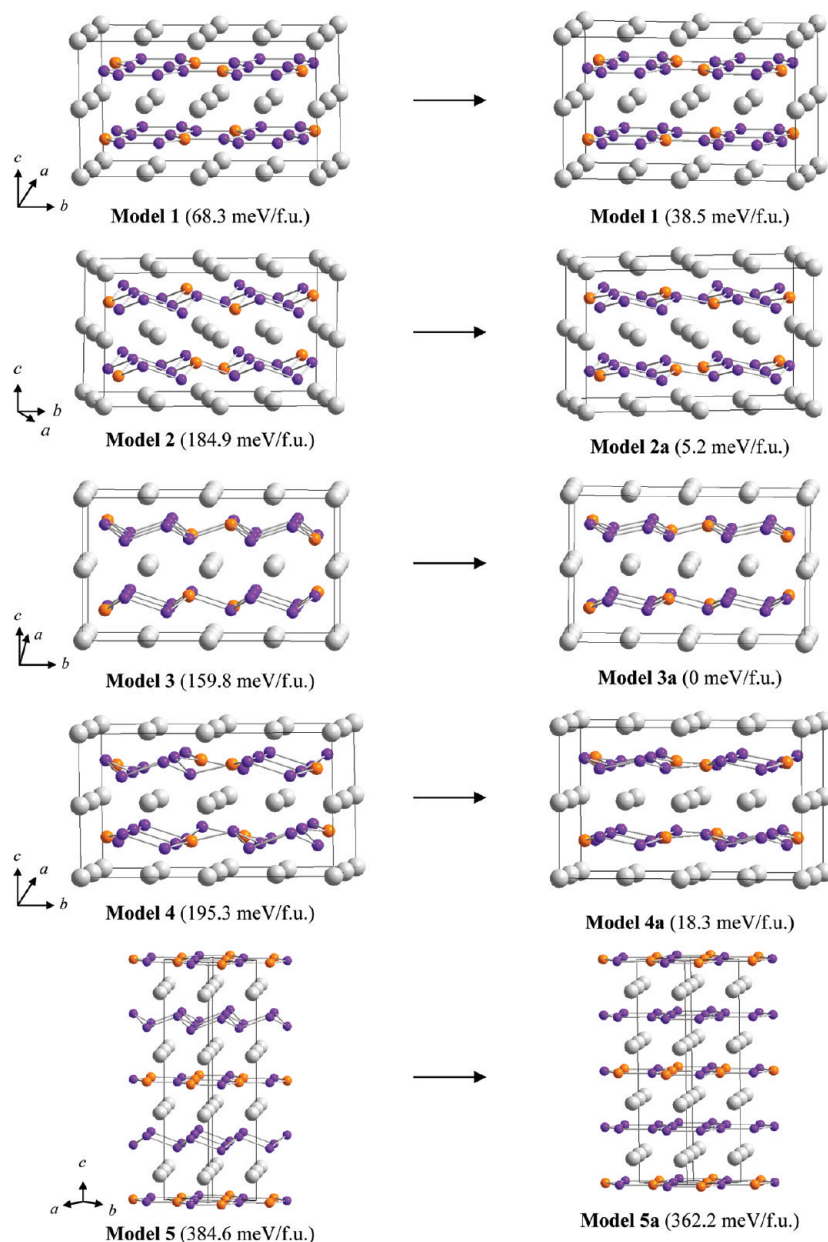 c
a
b
Model 1 (68.3 meV/f.u.)
Model 1 (38.5 meV/f.u.)
c
b
a
Model 2 (184.9 meV/f.u.)
Model 2a (5.2 meV/f.u.)
c
a
b
Model 3 (159.8 meV/f.u.)
Model 3a (0 meV/f.u.)
c
a
b
Model 4 (195.3 meV/f.u.)
Model 4a (18.3 meV/f.u.)
c
a
b
Model 5 (384.6 meV/f.u.)
Model 5a (362.2 meV/f.u.)